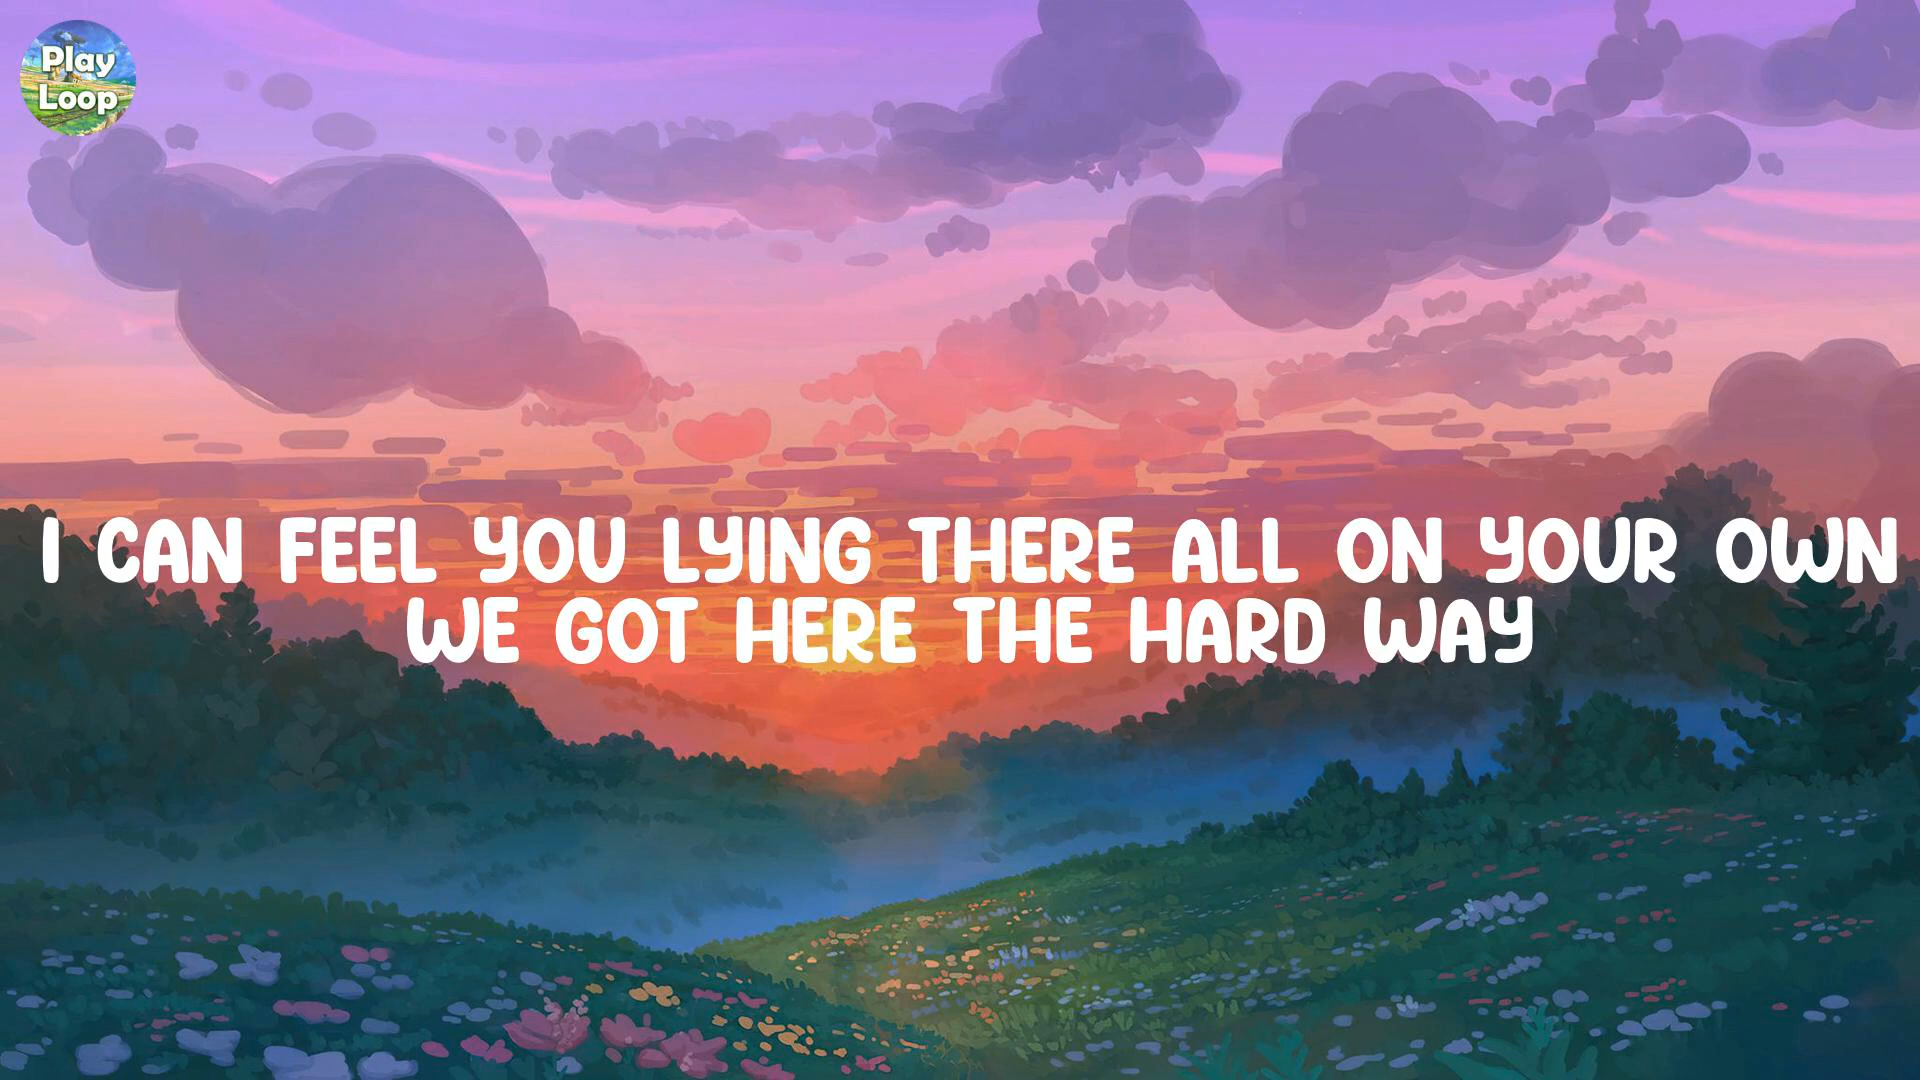 Play
Loop
I CAN FEEL YOU LYING THERE ALL ON YOUR OWN
WE GOT HERE THE HARD WAY